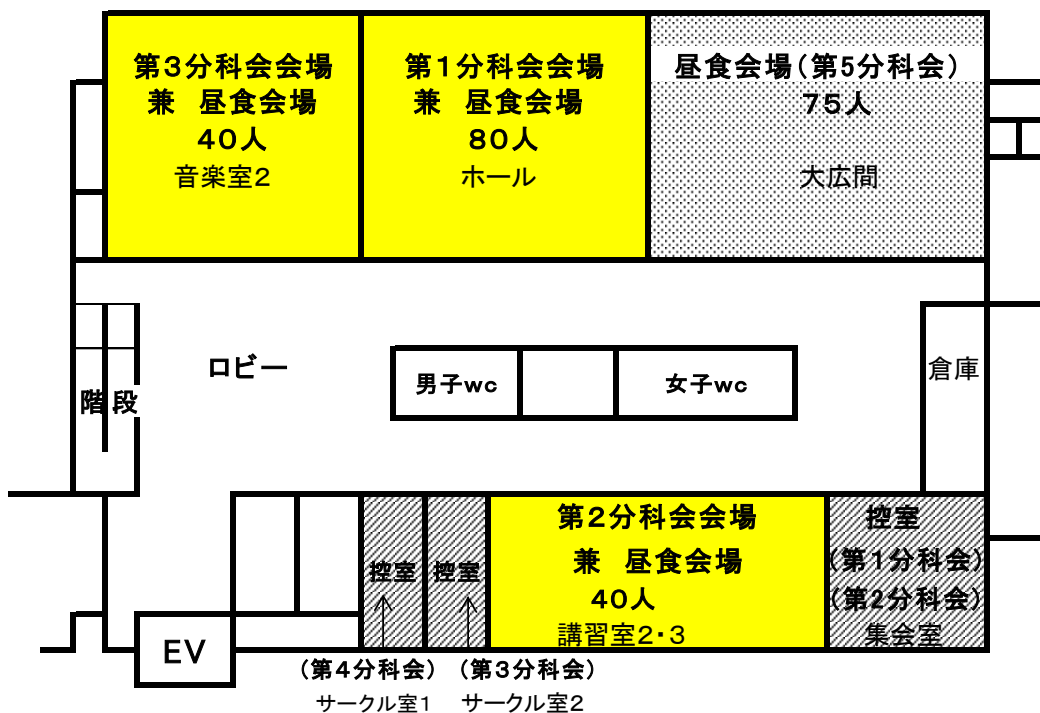 第3分科会会場
兼　昼食会場
40人
音楽室2
第1分科会会場
兼　昼食会場
80人
ホール
昼食会場(第5分科会)
75人
大広間
ロビー
階段
男子wc
女子wc
倉庫
控室
控室
第2分科会会場
兼　昼食会場
40人
講習室2・3
控室
(第1分科会)
(第2分科会)
集会室
EV
(第4分科会)
サークル室1
(第3分科会)
サークル室2